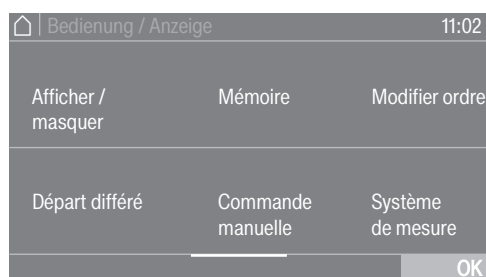 Bedienung / Anzeige 11:02
Afficher / Mémoire Modifier ordre
masquer
Départ différé Commande Système
manuelle de mesure
OK